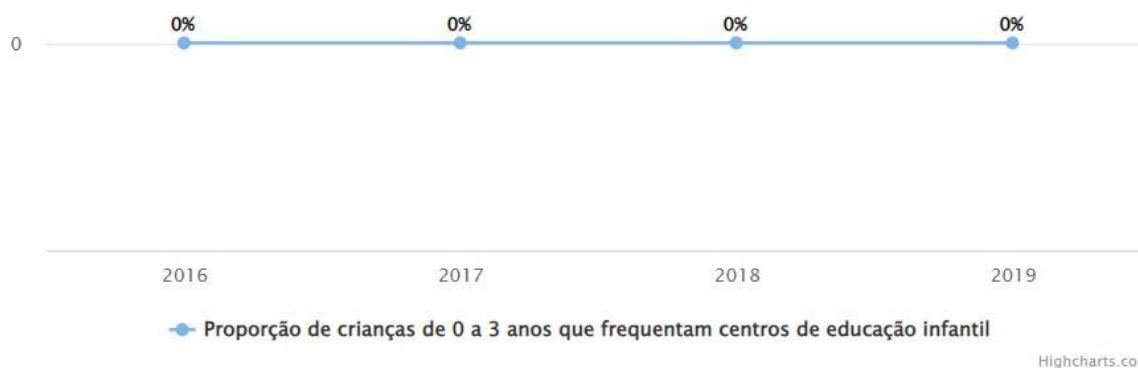 0% 0% 0% 0%
0
2016 2017 2018 2019
Proporção de crianças de 0 a 3 anos que frequentam centros de educação infantil
Highcharts.co